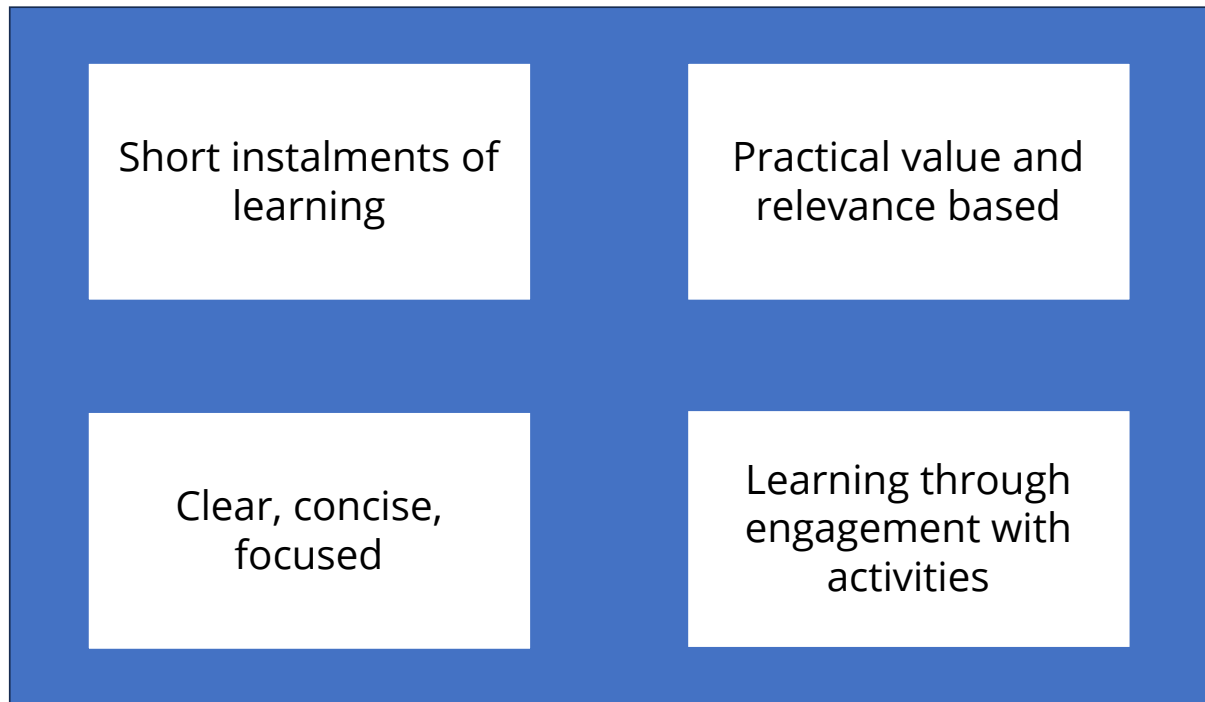 Short instalments of
learning
Practical value and
relevance based
Clear, concise,
focused
Learning through
engagement with
activities